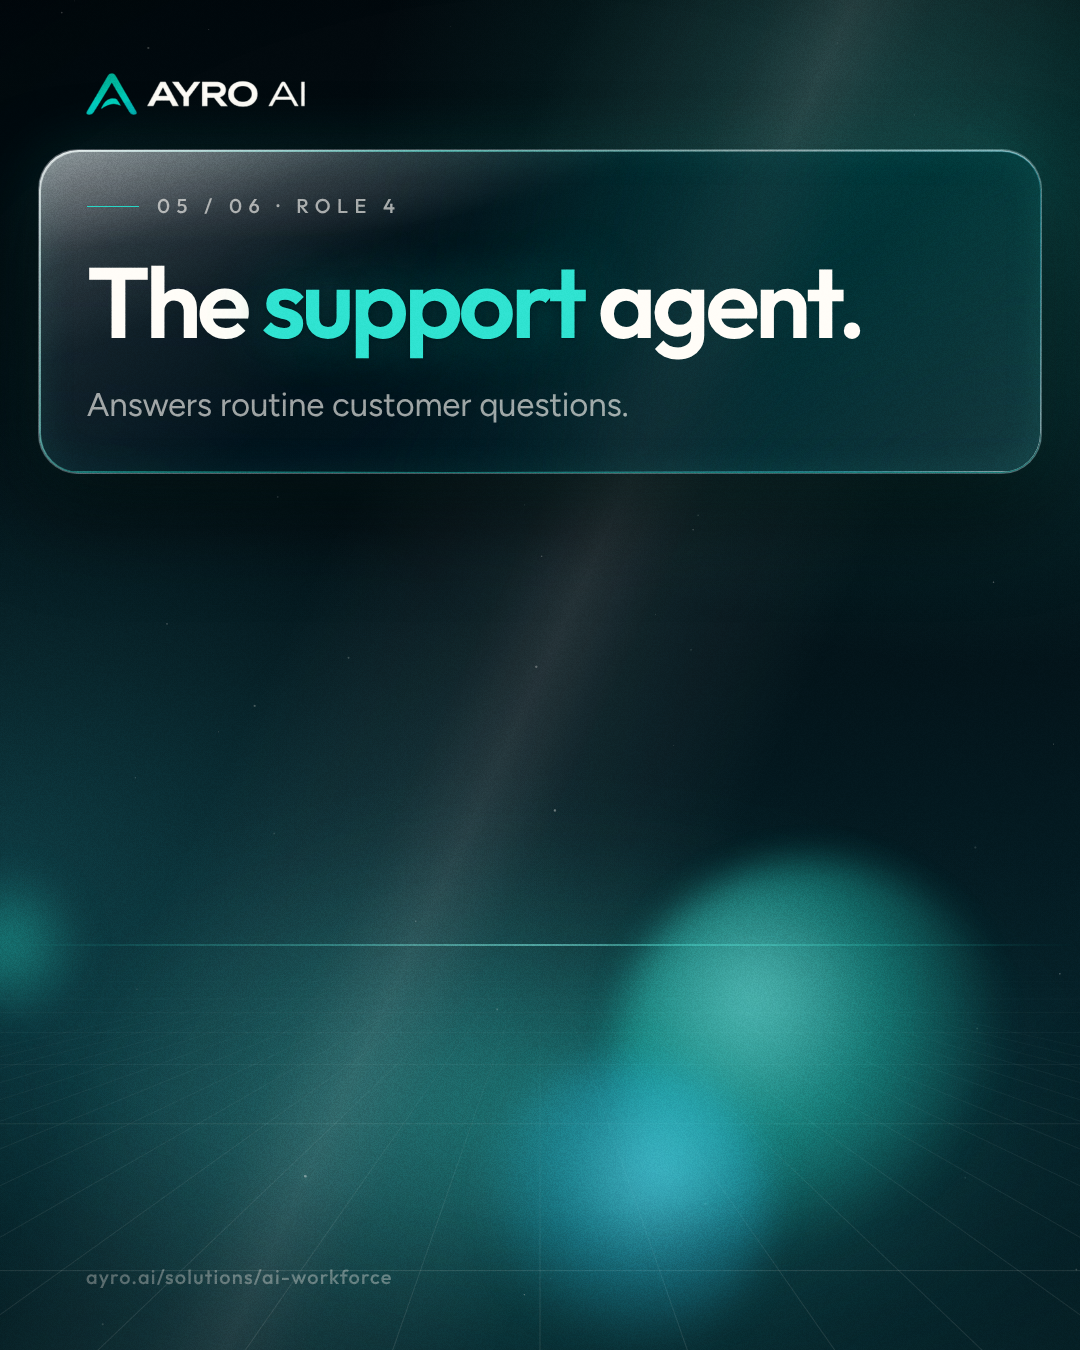 AYRO AI
05 / 06 · ROLE 4
The support agent.
Answers routine customer questions.
ayro.ai/solutions/ai-workforce